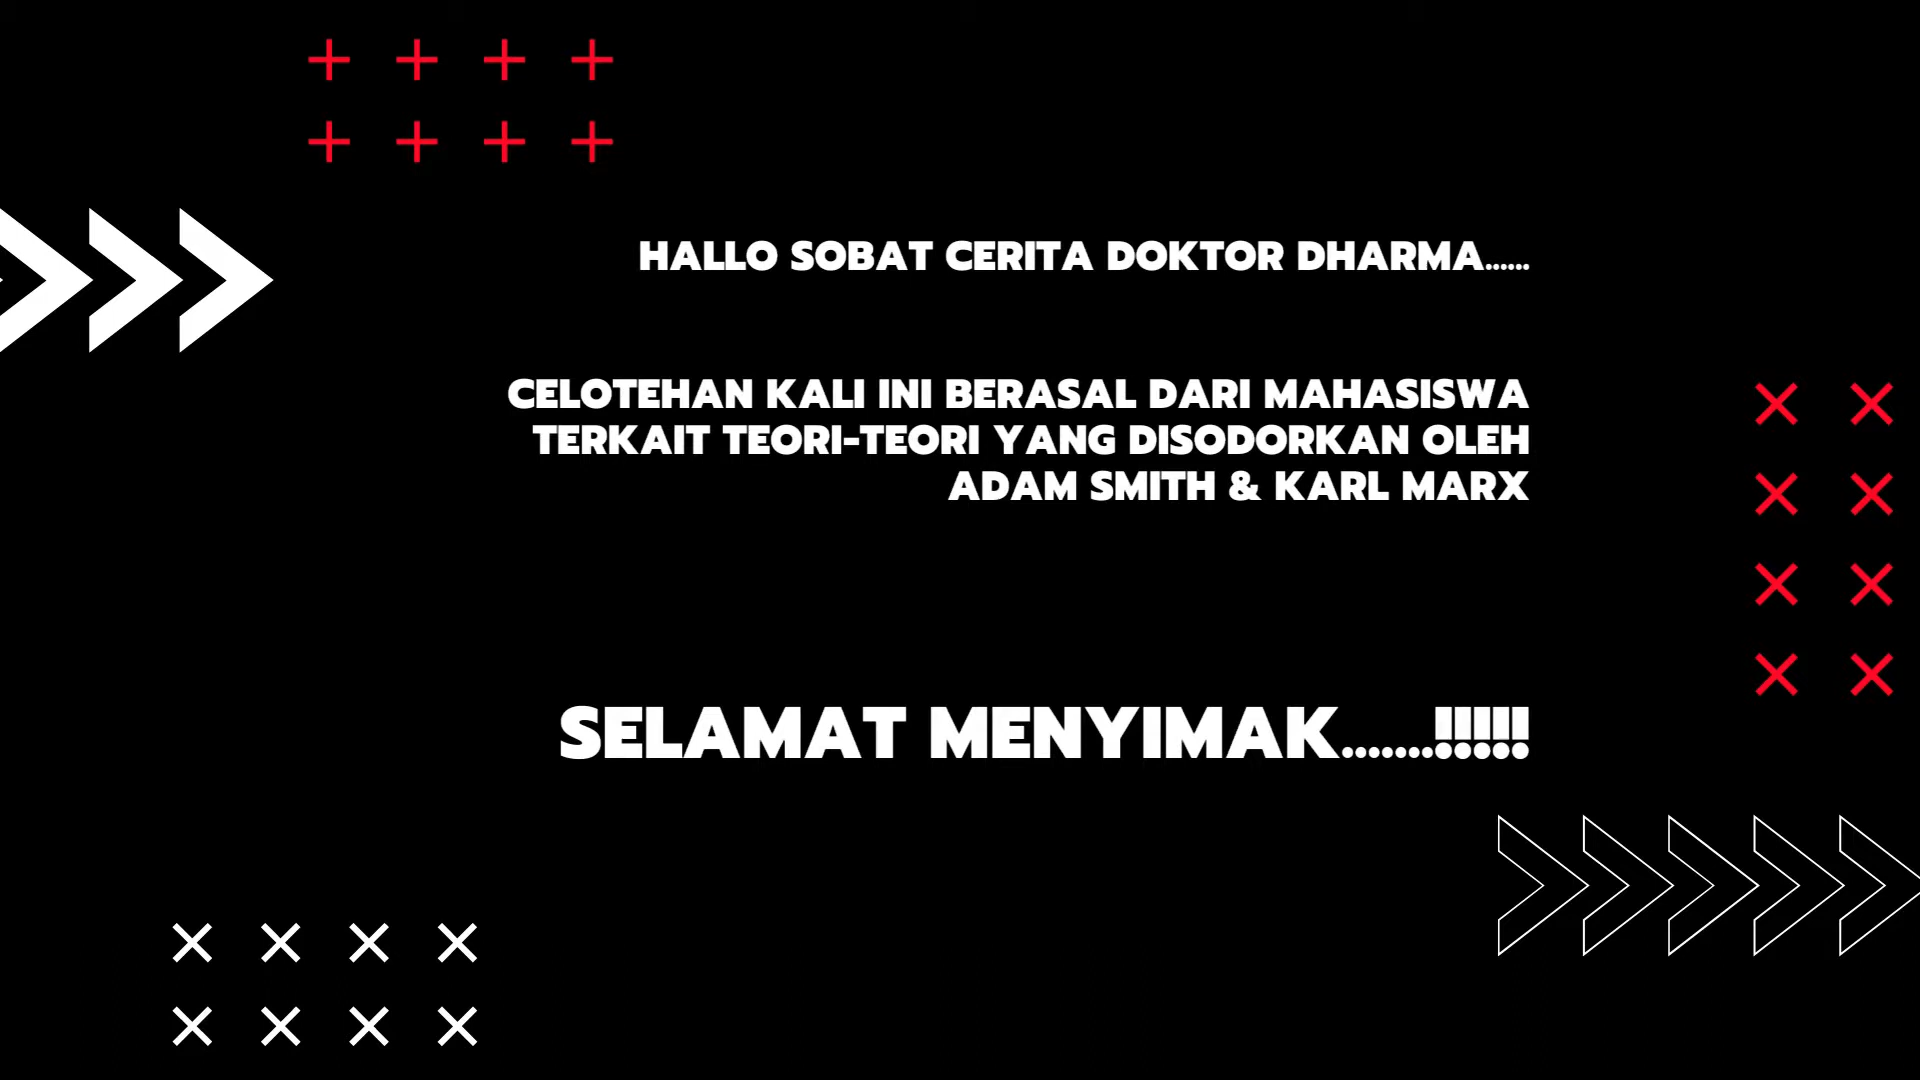 HALLO SOBAT CERITA DOKTOR DHARMA......
CELOTEHAN KALI INI BERASAL DARI MAHASISWA
TERKAIT TEORI-TEORI YANG DISODORKAN OLEH
ADAM SMITH & KARL MARX
SELAMAT MENYIMAK.......!!!!!